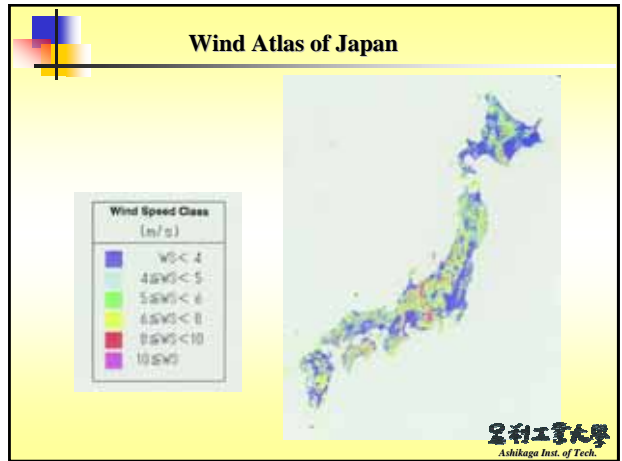 Wind Atlas of Japan
Wind Speed Class
(m/s)
WS< 4
4≦WS< 5
5≦WS< 6
6≦WS< 8
8≦WS<10
10≦WS
足利工業大學
Ashikaga Inst. of Tech.